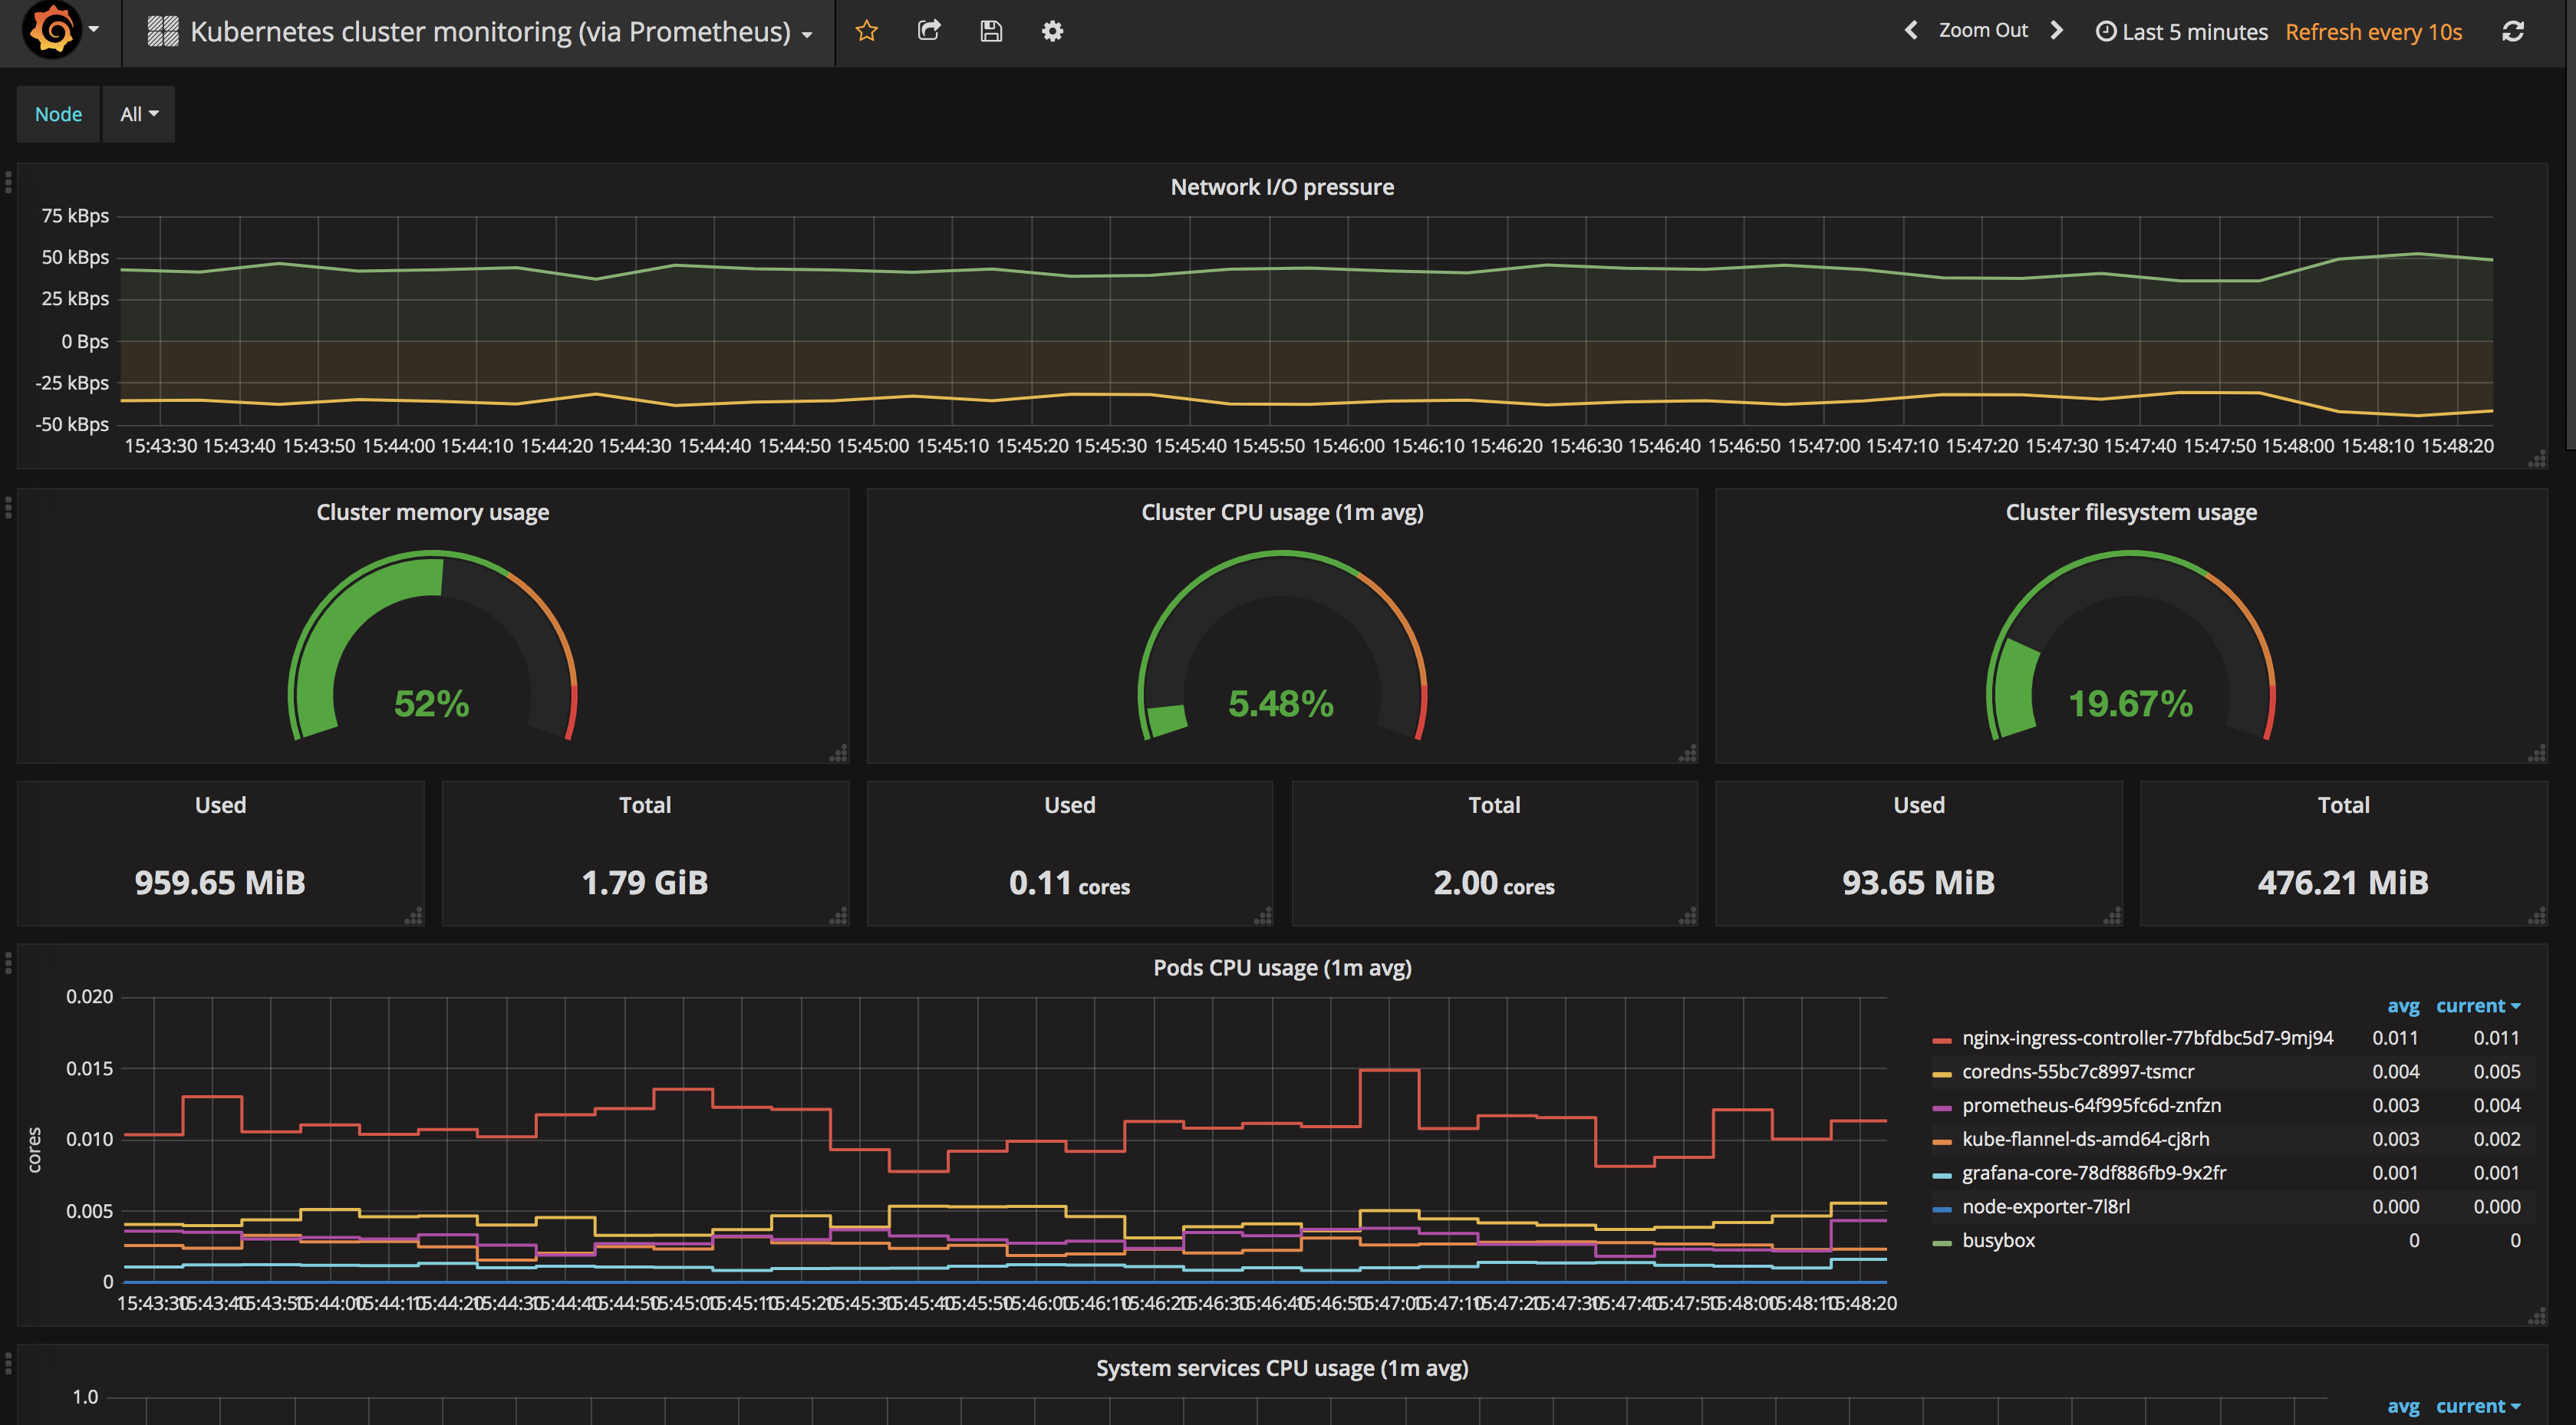 Kubernetes cluster monitoring (via Prometheus)
Zoom Out
Last 5 minutes Refresh every 10s
Node All
Network I/O pressure
75 kBps
50 kBps
25 kBps
0 Bps
-25 kBps
-50 kBps
15:43:30 15:43:40 15:43:50 15:44:00 15:44:10 15:44:20 15:44:30 15:44:40 15:44:50 15:45:00 15:45:10 15:45:20 15:45:30 15:45:40 15:45:50 15:46:00 15:46:10 15:46:20 15:46:30 15:46:40 15:46:50 15:47:00 15:47:10 15:47:20 15:47:30 15:47:40 15:47:50 15:48:00 15:48:10 15:48:20
Cluster memory usage
52%
Cluster CPU usage (1m avg)
5.48%
Cluster filesystem usage
19.67%
Used
959.65 MiB
Total
1.79 GiB
Used
0.11 cores
Total
2.00 cores
Used
93.65 MiB
Total
476.21 MiB
Pods CPU usage (1m avg)
cores
0.020
0.015
0.010
0.005
0
15:43:30 15:43:40 15:43:50 15:44:00 15:44:10 15:44:20 15:44:30 15:44:40 15:44:50 15:45:00 15:45:10 15:45:20 15:45:30 15:45:40 15:45:50 15:46:00 15:46:10 15:46:20 15:46:30 15:46:40 15:46:50 15:47:00 15:47:10 15:47:20 15:47:30 15:47:40 15:47:50 15:48:00 15:48:10 15:48:20
avg current
nginx-ingress-controller-77bfdbc5d7-9mj94 0.011 0.011
coredns-55bc7c8997-tsmcr 0.004 0.005
prometheus-64f995fc6d-znfzn 0.003 0.004
kube-flannel-ds-amd64-cj8rh 0.003 0.002
grafana-core-78df886fb9-9x2fr 0.001 0.001
node-exporter-7l8rl 0.000 0.000
busybox 0 0
System services CPU usage (1m avg)
1.0
avg current